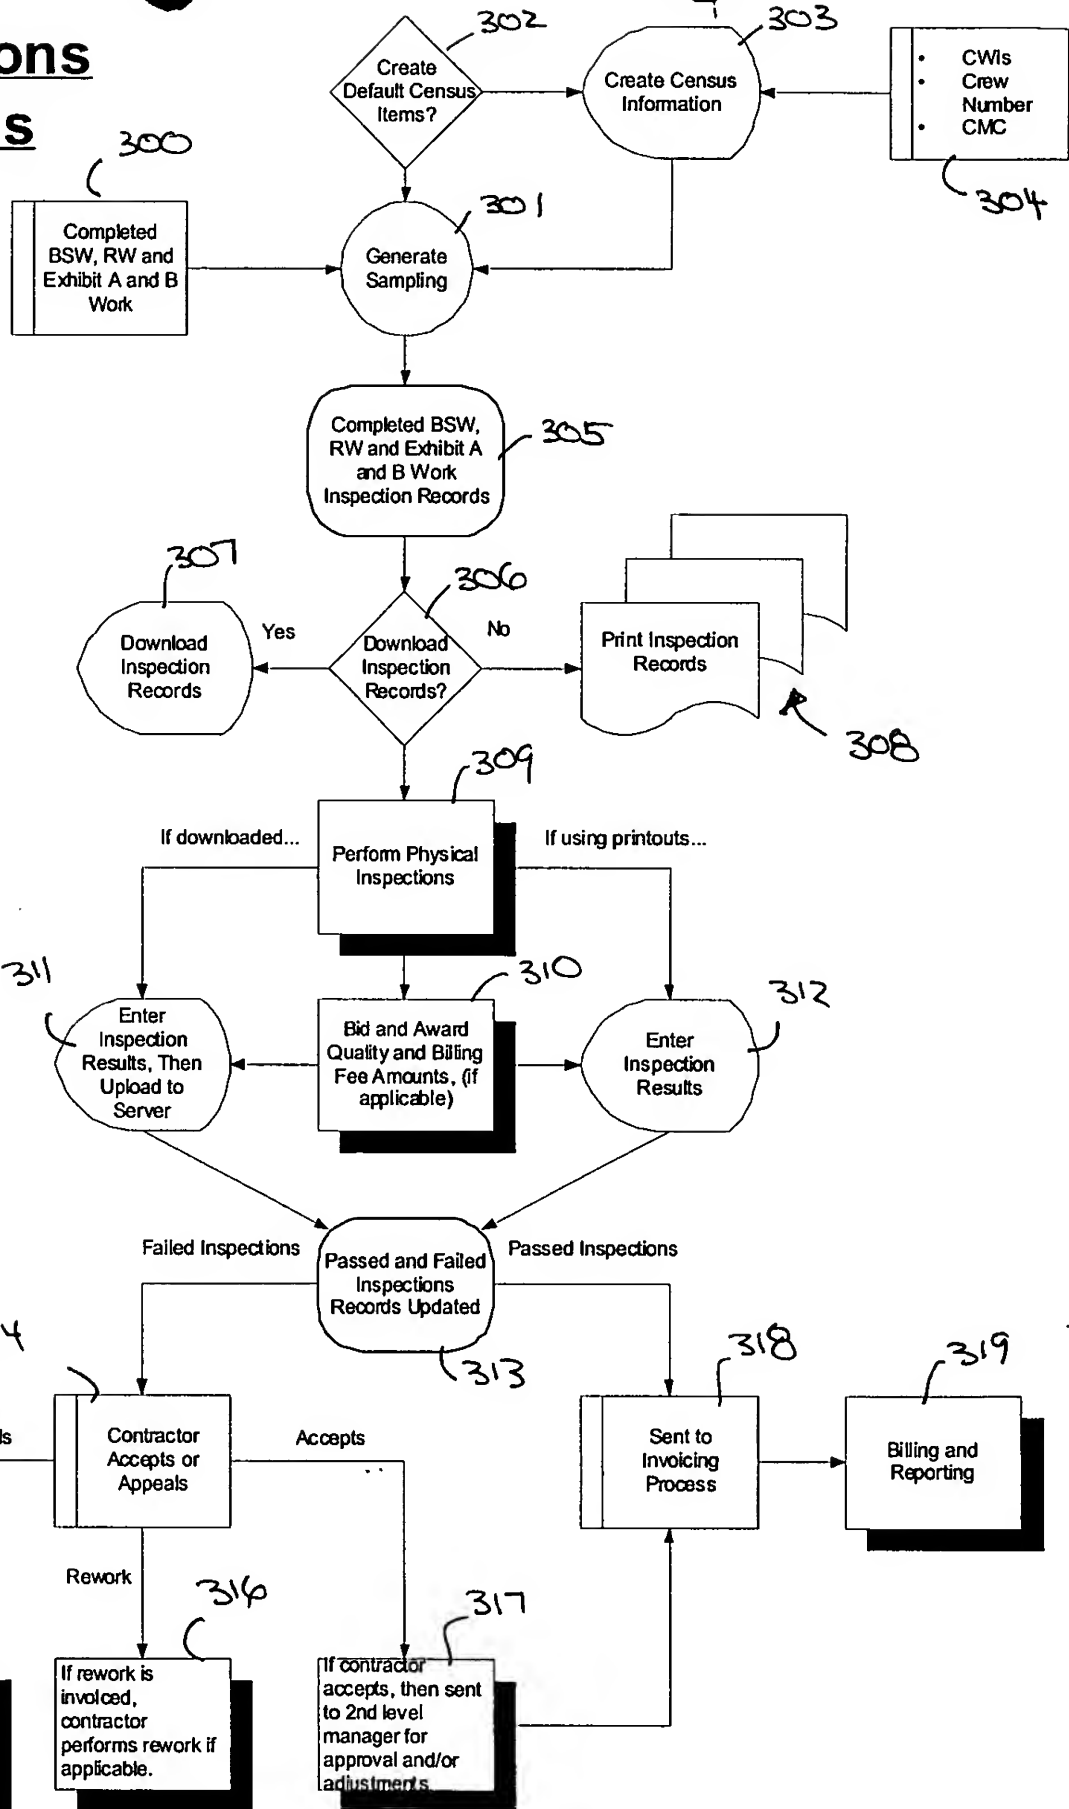 ons
s
302
303
Create
Default Census
Items?
Create Census
Information
• CWIs
• Crew
Number
• CMC
304
300
Completed
BSW, RW and
Exhibit A and B
Work
301
Generate
Sampling
Completed BSW,
RW and Exhibit A
and B Work
Inspection Records
305
307
306
Download
Inspection
Records
Yes
Download
Inspection
Records?
No
Print Inspection
Records
308
309
If downloaded...
Perform Physical
Inspections
If using printouts...
311
310
312
Enter
Inspection
Results, Then
Upload to
Server
Bid and Award
Quality and Billing
Fee Amounts, (if
applicable)
Enter
Inspection
Results
Failed Inspections
Passed and Failed
Inspections
Records Updated
Passed Inspections
313
4
318
319
ls
Contractor
Accepts or
Appeals
Accepts
Sent to
Invoicing
Process
Billing and
Reporting
Rework
316
317
If rework is
invoiced,
contractor
performs rework if
applicable.
If contractor
accepts, then sent
to 2nd level
manager for
approval and/or
adjustments